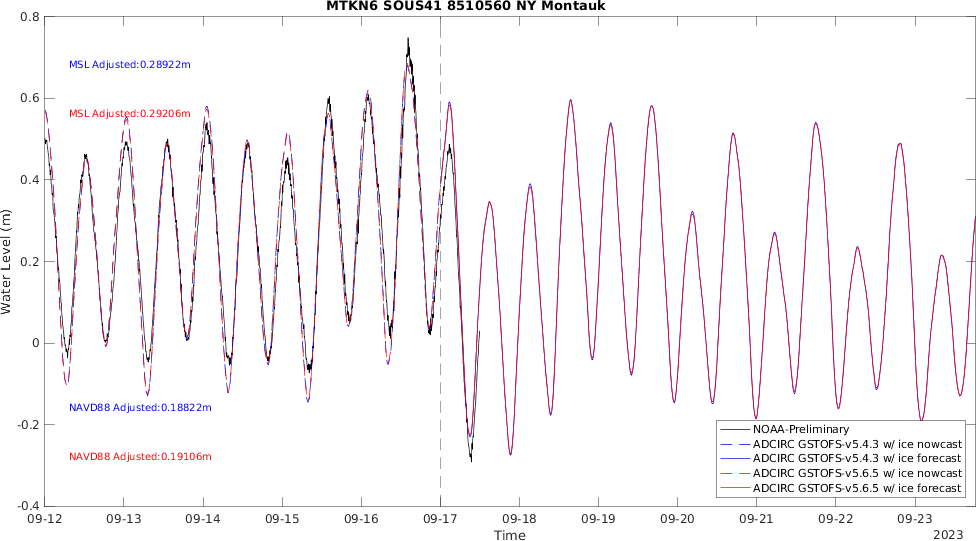 MTKN6 SOUS41 8510560 NY Montauk
0.8
0.6
0.4
0.2
0
-0.2
-0.4
Water Level (m)
MSL Adjusted:0.28922m
MSL Adjusted:0.29206m
NAVD88 Adjusted:0.18822m
NAVD88 Adjusted:0.19106m
NOAA-Preliminary
ADCIRC GSTOFS-v5.4.3 w/ ice nowcast
ADCIRC GSTOFS-v5.4.3 w/ ice forecast
ADCIRC GSTOFS-v5.6.5 w/ ice nowcast
ADCIRC GSTOFS-v5.6.5 w/ ice forecast
09-12 09-13 09-14 09-15 09-16 09-17 09-18 09-19 09-20 09-21 09-22 09-23
Time
2023